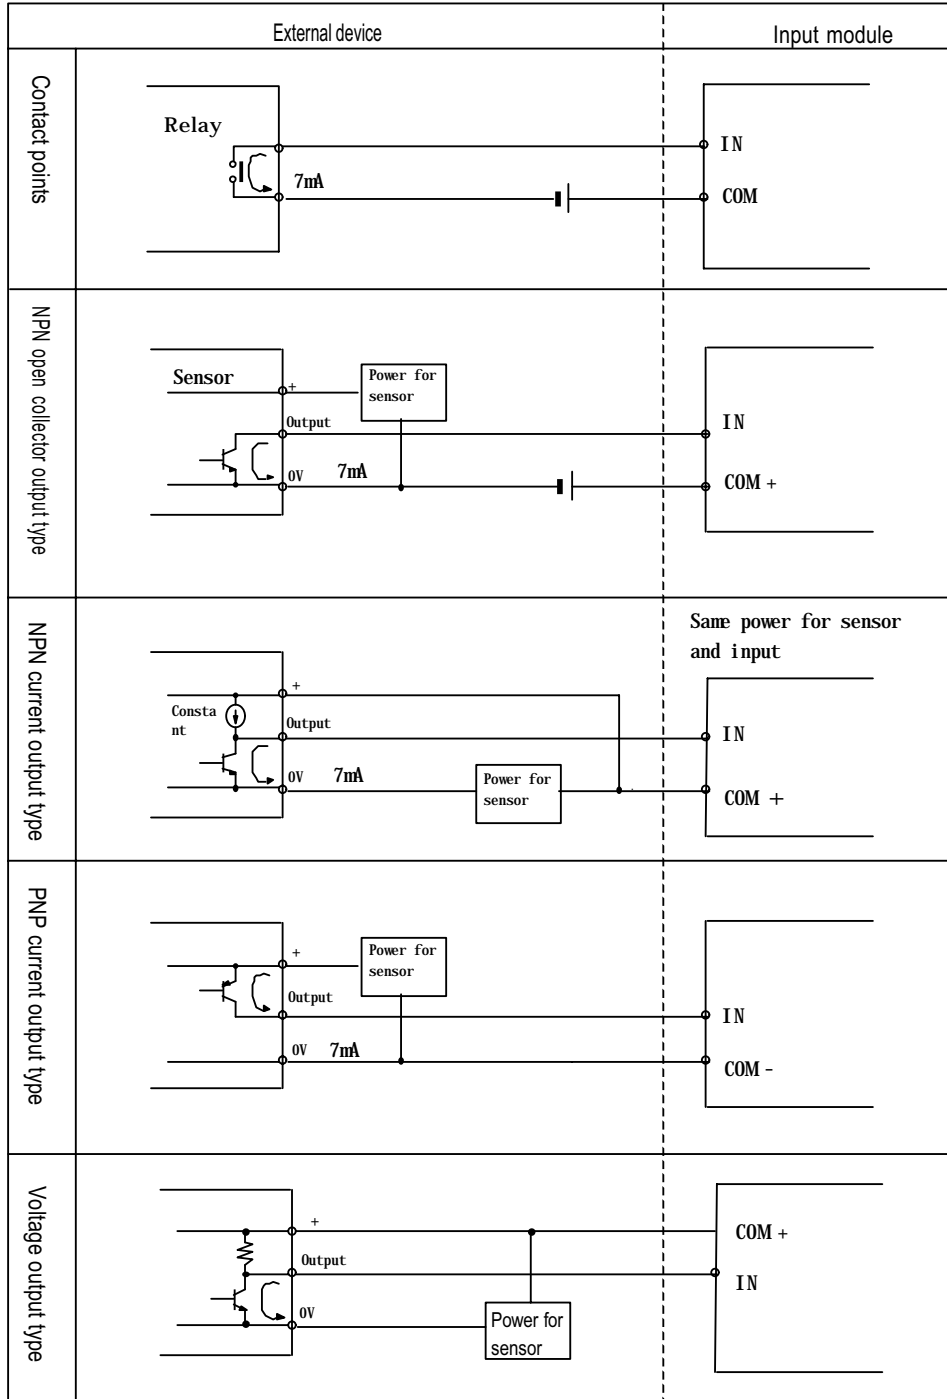 External device
Input module
Contact points
Relay
7mA
IN
COM
NPN open collector output type
Sensor
+
Power for
sensor
Output
0V
7mA
IN
COM +
NPN current output type
Same power for sensor
and input
Consta
nt
+
Output
0V
7mA
Power for
sensor
IN
COM +
PNP current output type
+
Power for
sensor
Output
0V
7mA
IN
COM -
Voltage output type
+
Output
0V
Power for
sensor
COM +
IN